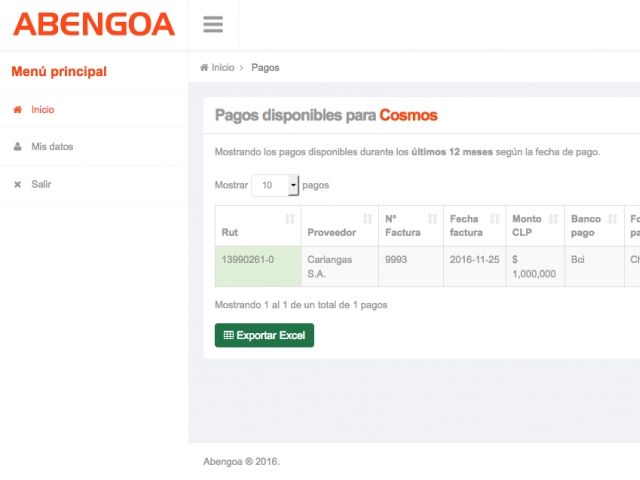 ABENGOA
Menú principal
Inicio
Mis datos
Salir
Inicio > Pagos
Pagos disponibles para Cosmos
Mostrando los pagos disponibles durante los últimos 12 meses según la fecha de pago.
Mostrar 10 pagos
Rut Proveedor Nº Factura Fecha factura Monto CLP Banco pago
13990261-0 Carlangas S.A. 9993 2016-11-25 $ 1,000,000 Bci
Mostrando 1 al 1 de un total de 1 pagos
Exportar Excel
Abengoa ® 2016.